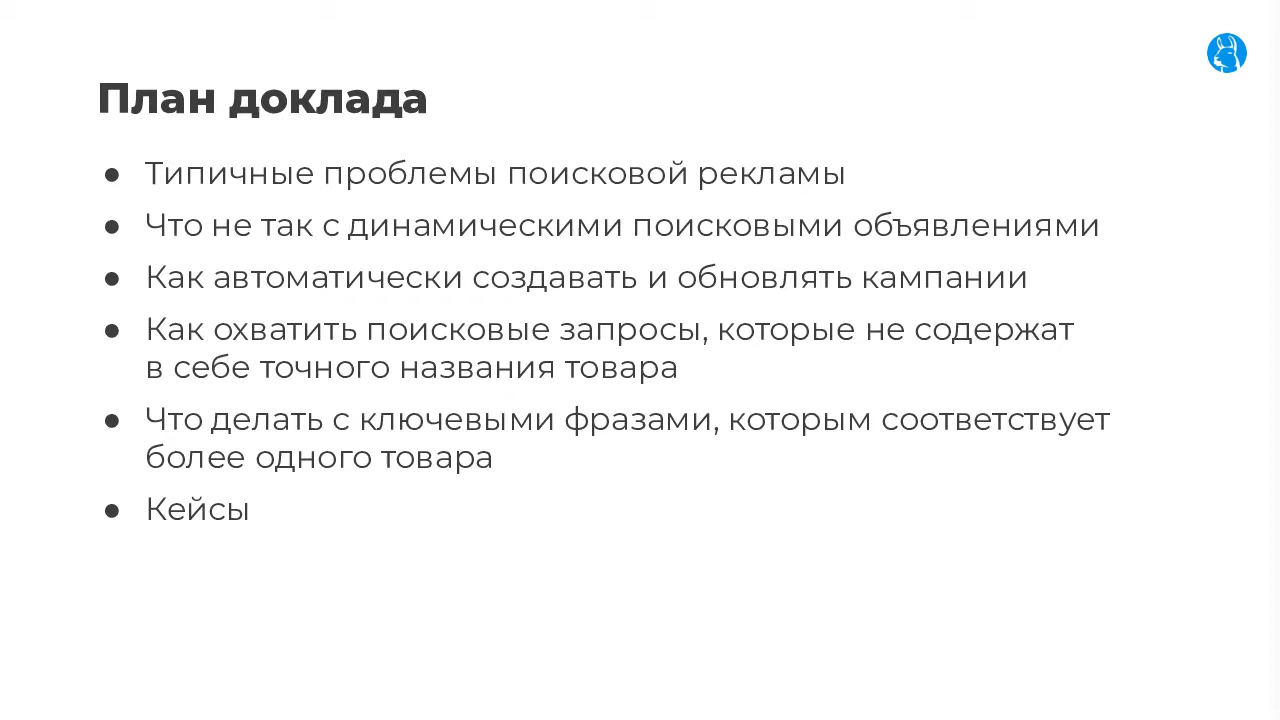 План доклада
● Типичные проблемы поисковой рекламы
● Что не так с динамическими поисковыми объявлениями
● Как автоматически создавать и обновлять кампании
● Как охватить поисковые запросы, которые не содержат
в себе точного названия товара
● Что делать с ключевыми фразами, которым соответствует
более одного товара
● Кейсы